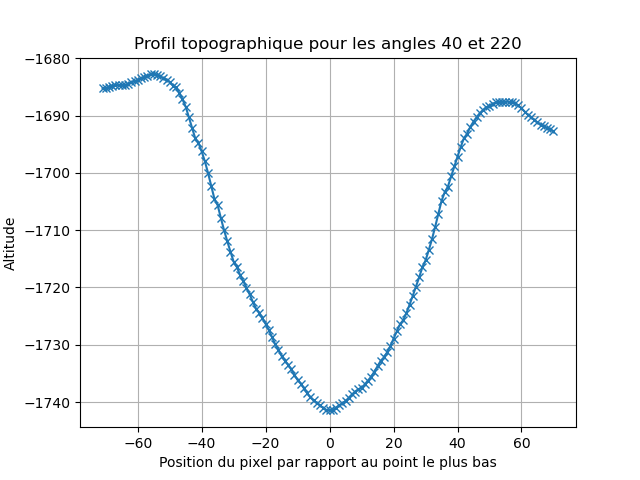 Profil topographique pour les angles 40 et 220
−1680
−1690
−1700
−1710
−1720
−1730
−1740
Altitude
−60 −40 −20 0 20 40 60
Position du pixel par rapport au point le plus bas